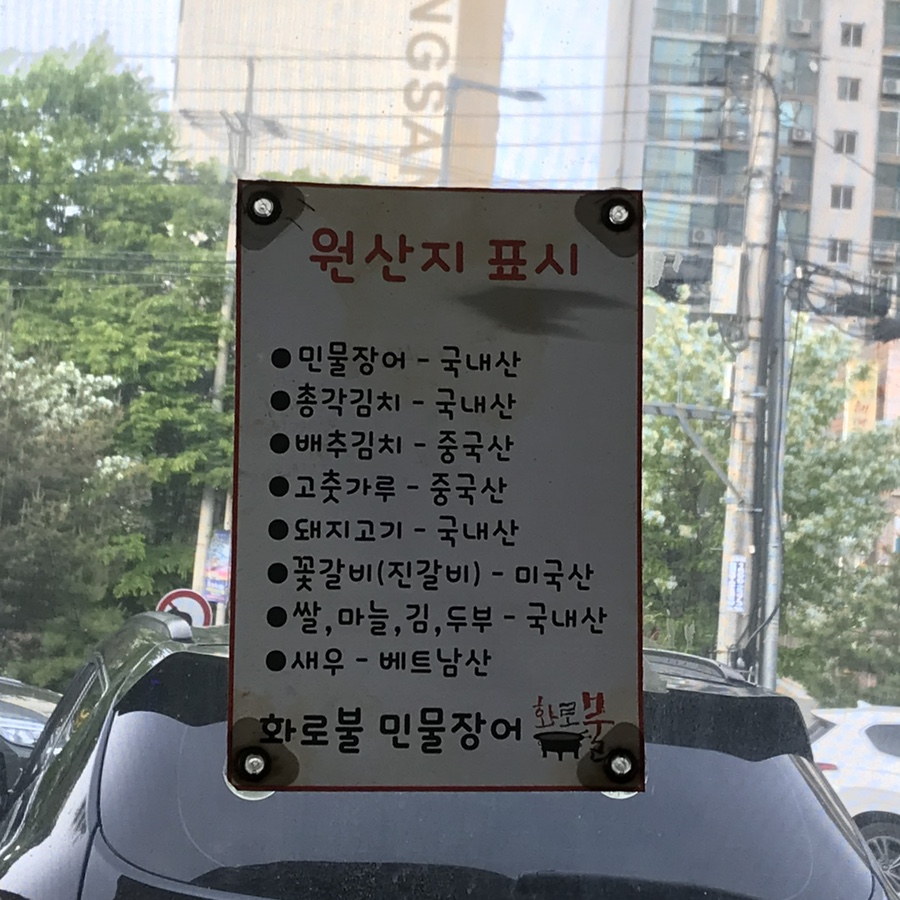 NGSA
원산지 표시
●민물장어 - 국내산
●총각김치 - 국내산
●배추김치 - 중국산
●고춧가루 - 중국산
●돼지고기 - 국내산
●꽃갈비(진갈비) - 미국산
●쌀,마늘,김,두부 - 국내산
●새우 - 베트남산
화로불 민물장어 화로불